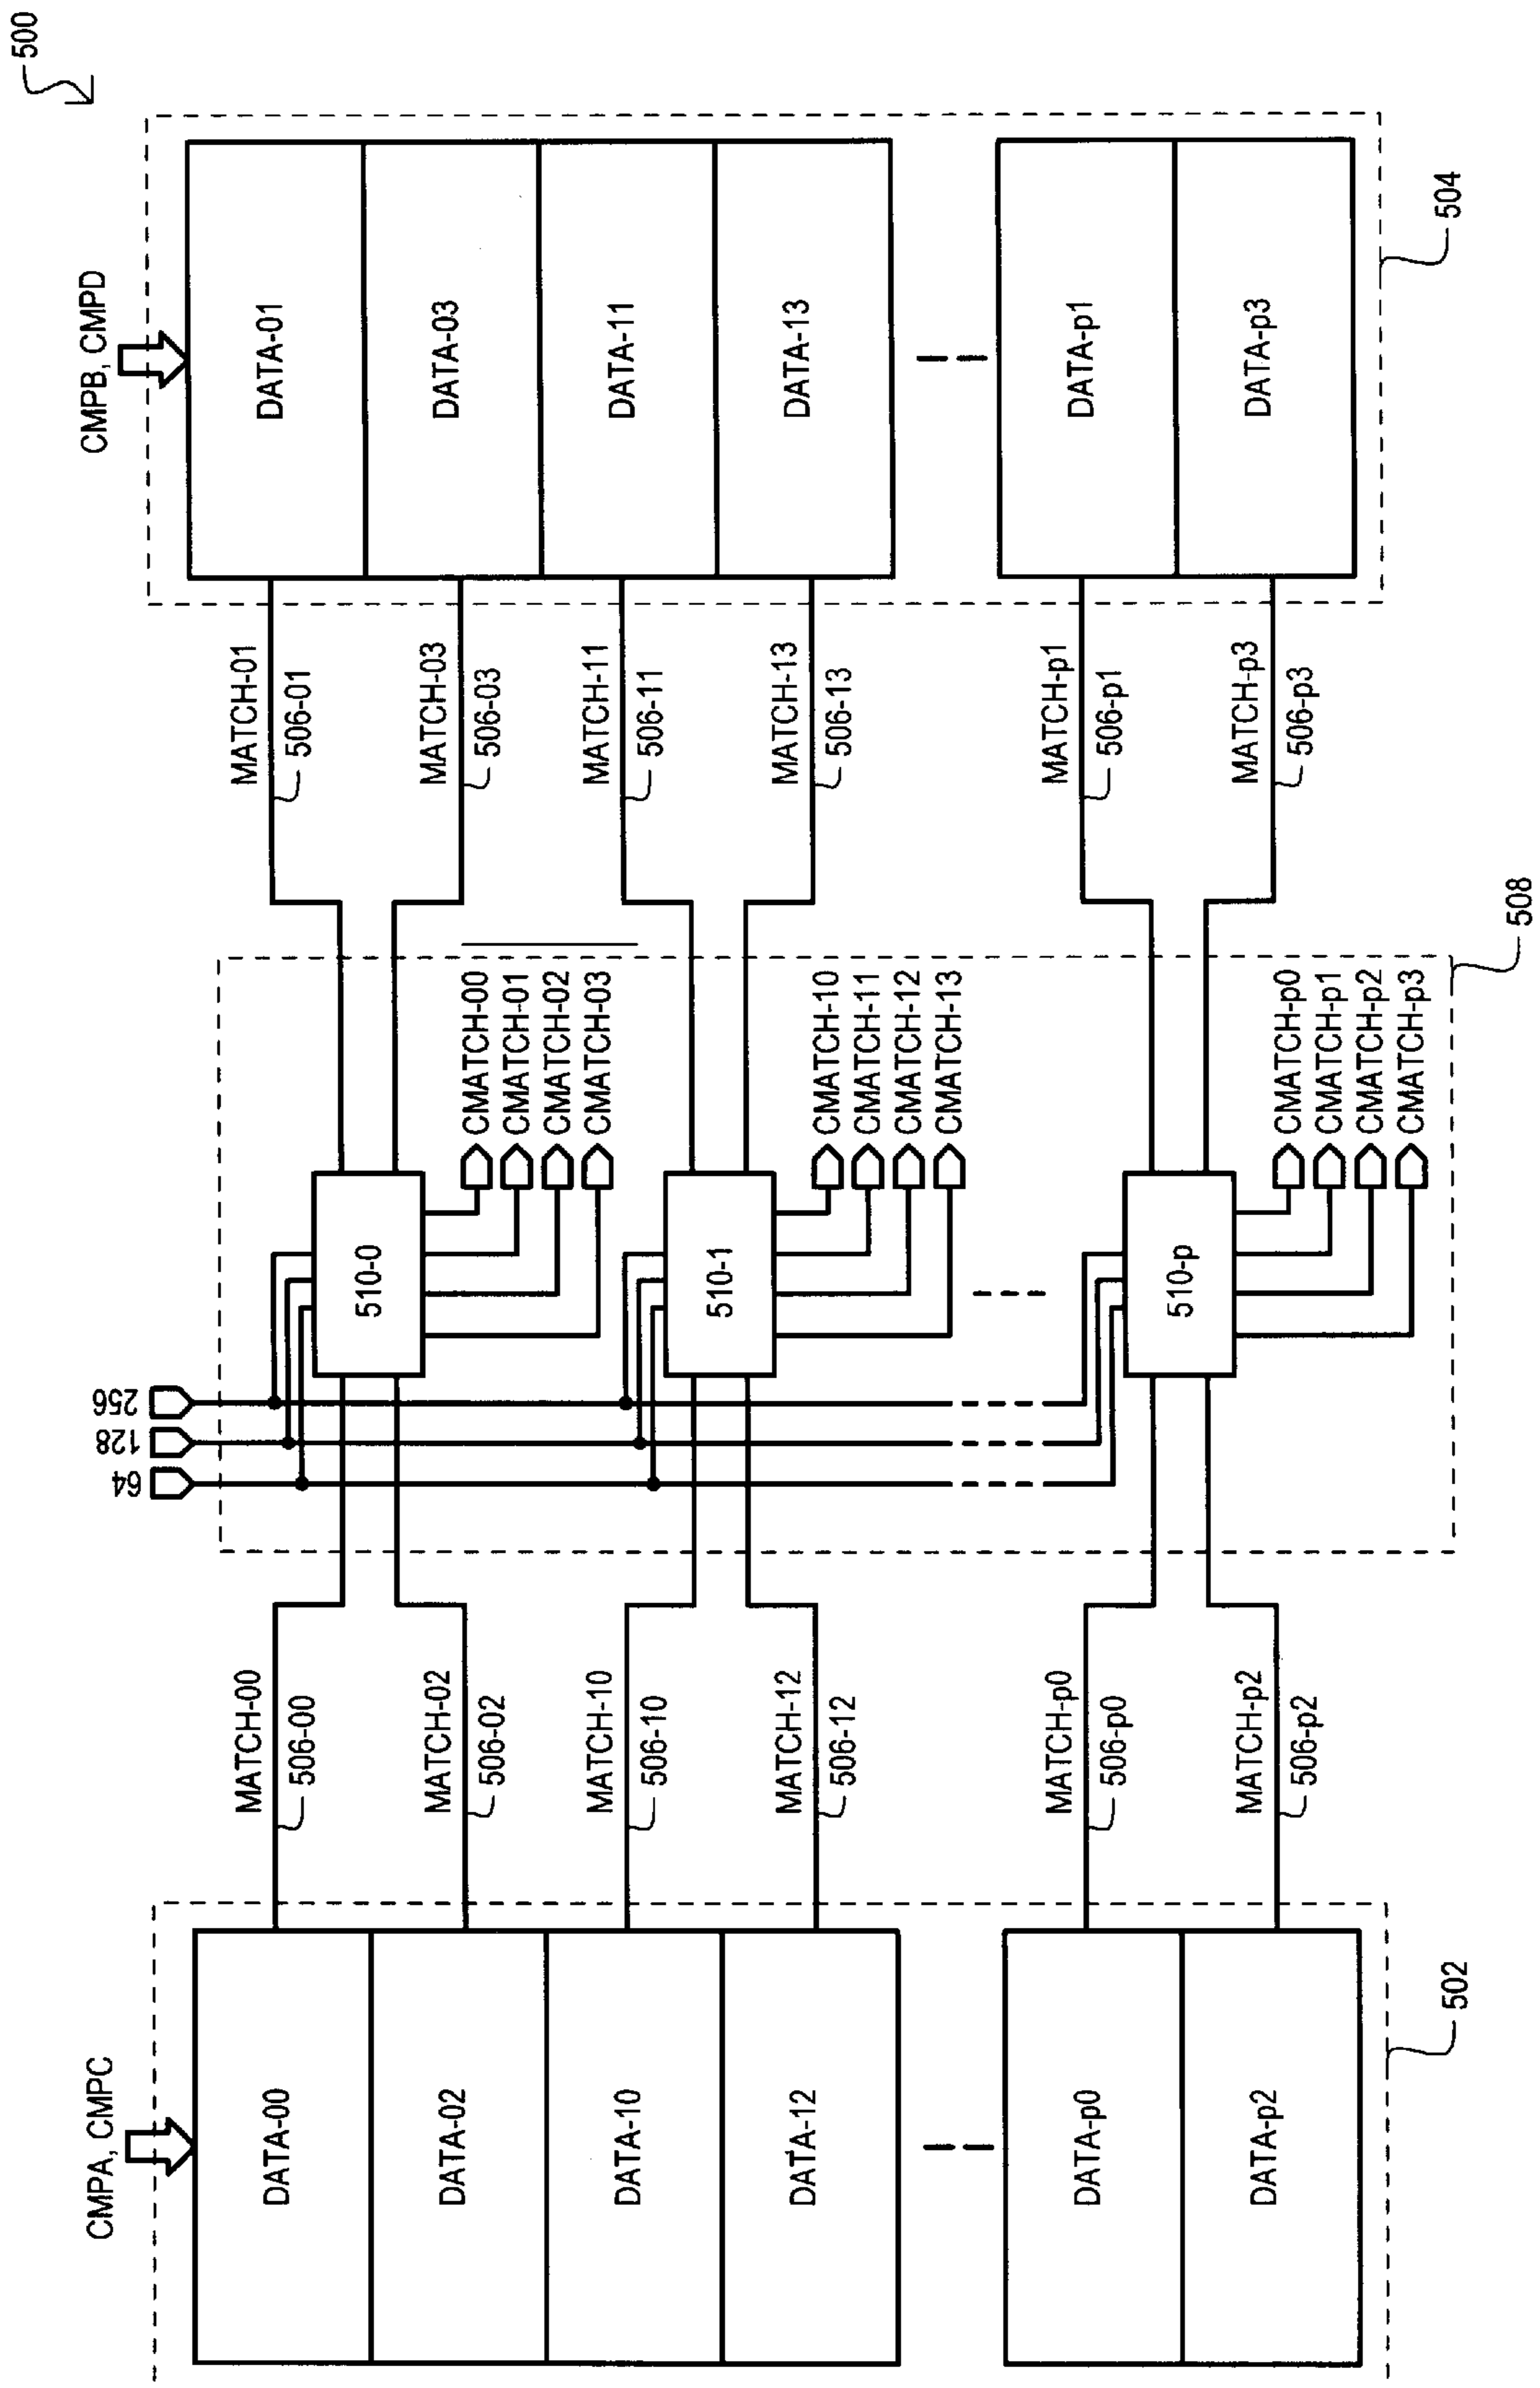 500
CMPA, CMPC
CMPB, CMPD
64
128
256
DATA-00
DATA-02
DATA-10
DATA-12
DATA-p0
DATA-p2
502
MATCH-00
506-00
MATCH-02
506-02
MATCH-10
506-10
MATCH-12
506-12
MATCH-p0
506-p0
MATCH-p2
506-p2
510-0
CMATCH-00
CMATCH-01
CMATCH-02
CMATCH-03
510-1
CMATCH-10
CMATCH-11
CMATCH-12
CMATCH-13
510-p
CMATCH-p0
CMATCH-p1
CMATCH-p2
CMATCH-p3
508
MATCH-01
506-01
MATCH-03
506-03
MATCH-11
506-11
MATCH-13
506-13
MATCH-p1
506-p1
MATCH-p3
506-p3
DATA-01
DATA-03
DATA-11
DATA-13
DATA-p1
DATA-p3
504